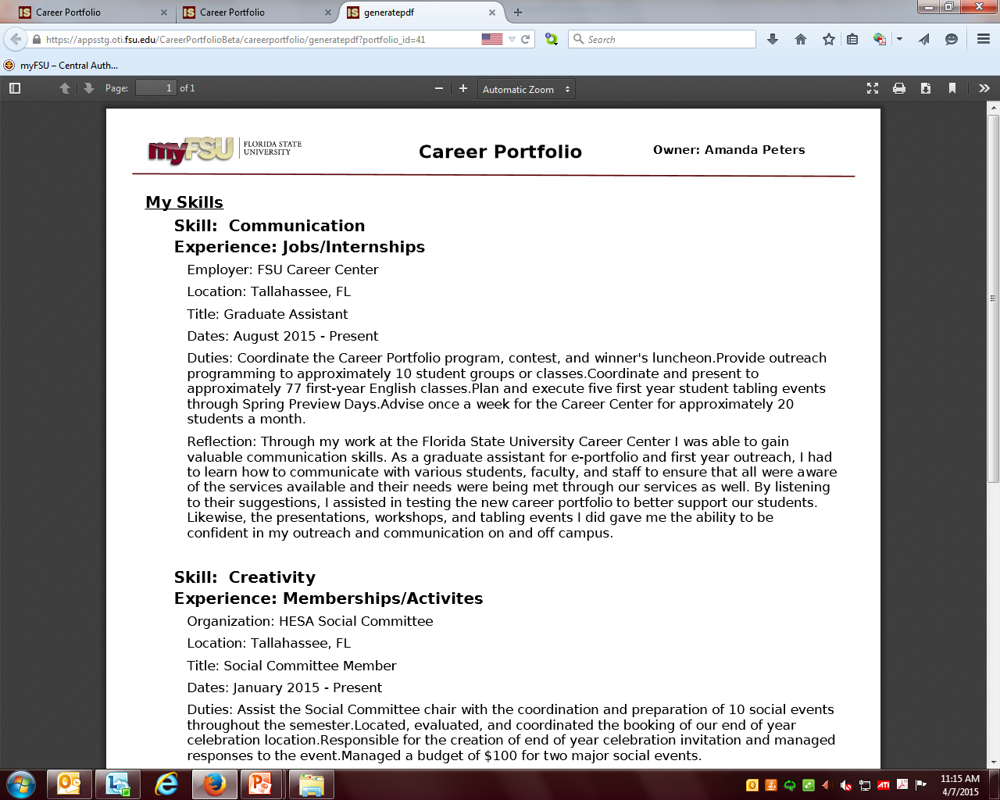 Career Portfolio
Career Portfolio
generatepdf
https://appsstg.oti.fsu.edu/CareerPortfolioBeta/careerportfolio/generatepdf?portfolio_id=41
Search
myFSU – Central Auth...
Page: 1 of 1
Automatic Zoom
myFSU FLORIDA STATE
UNIVERSITY
Career Portfolio
Owner: Amanda Peters
My Skills
Skill: Communication
Experience: Jobs/Internships
Employer: FSU Career Center
Location: Tallahassee, FL
Title: Graduate Assistant
Dates: August 2015 - Present
Duties: Coordinate the Career Portfolio program, contest, and winner's luncheon.Provide outreach
programming to approximately 10 student groups or classes.Coordinate and present to
approximately 77 first-year English classes.Plan and execute five first year student tabling events
through Spring Preview Days.Advise once a week for the Career Center for approximately 20
students a month.
Reflection: Through my work at the Florida State University Career Center I was able to gain
valuable communication skills. As a graduate assistant for e-portfolio and first year outreach, I had
to learn how to communicate with various students, faculty, and staff to ensure that all were aware
of the services available and their needs were being met through our services as well. By listening
to their suggestions, I assisted in testing the new career portfolio to better support our students.
Likewise, the presentations, workshops, and tabling events I did gave me the ability to be
confident in my outreach and communication on and off campus.
Skill: Creativity
Experience: Memberships/Activites
Organization: HESA Social Committee
Location: Tallahassee, FL
Title: Social Committee Member
Dates: January 2015 - Present
Duties: Assist the Social Committee chair with the coordination and preparation of 10 social events
throughout the semester.Located, evaluated, and coordinated the booking of our end of year
celebration location.Responsible for the creation of end of year celebration invitation and managed
responses to the event.Managed a budget of $100 for two major social events.
11:15 AM
4/7/2015